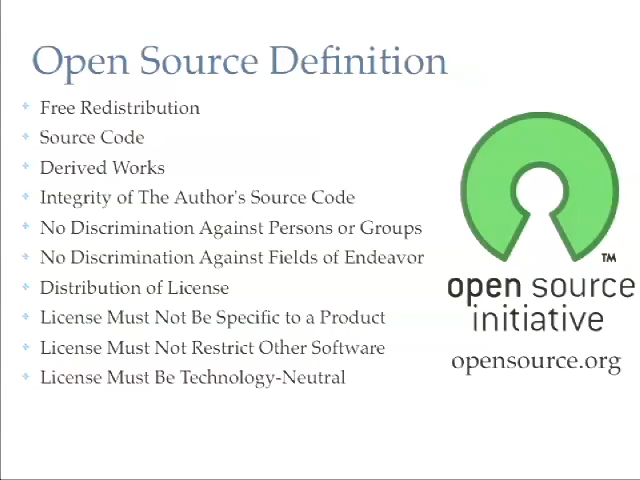 Open Source Definition
Free Redistribution
Source Code
Derived Works
Integrity of The Author's Source Code
No Discrimination Against Persons or Groups
No Discrimination Against Fields of Endeavor
Distribution of License
License Must Not Be Specific to a Product
License Must Not Restrict Other Software
License Must Be Technology-Neutral
TM
open source
initiative
opensource.org